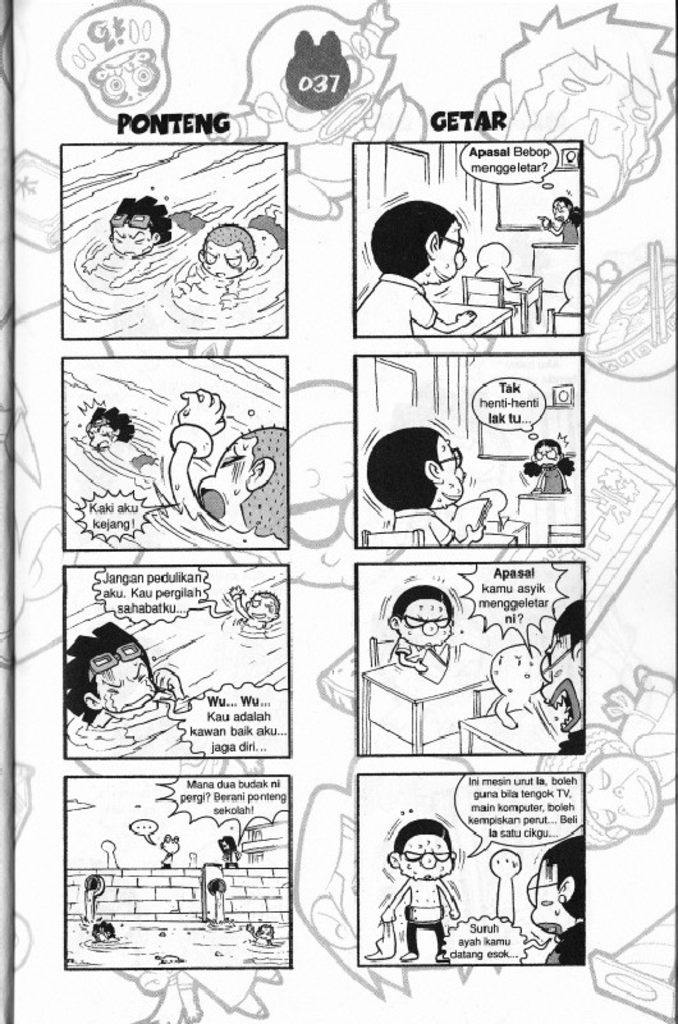 037
PONTENG
Kaki aku
kejang!
Jangan pedulikan
aku. Kau pergilah
sahabatku...
Wu... Wu...
Kau adalah
kawan baik aku...
jaga diri...
Mana dua budak ni
pergi? Berani ponteng
sekolah!
GETAR
Apasal Bebop
menggeletar?
Tak
henti-henti
lak tu...
Apasal
kamu asyik
menggeletar
ni?
Ini mesin urut la, boleh
guna bila tengok TV,
main komputer, boleh
kempiskan perut... Beli
la satu cikgu...
Suruh
ayah kamu
datang esok...